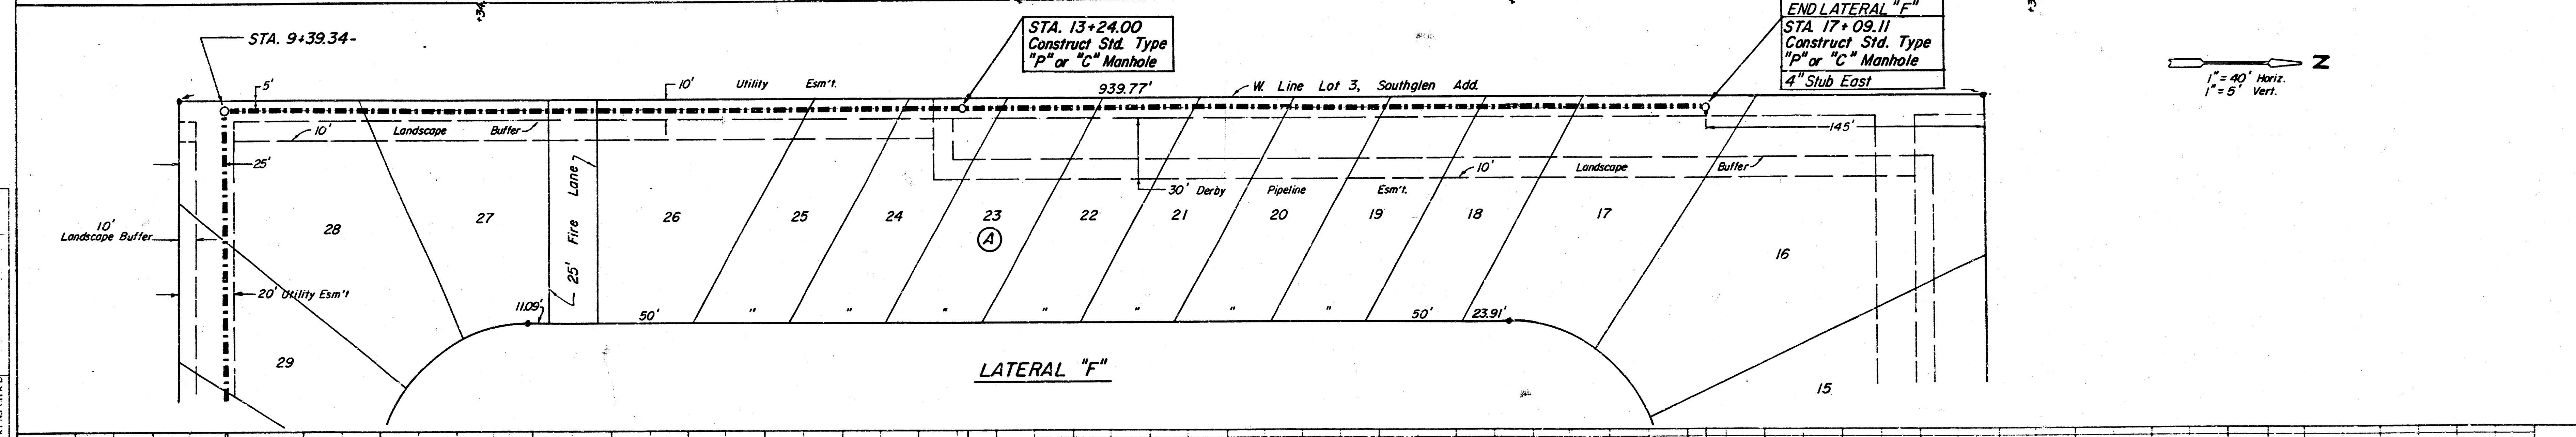 STA. 9+39.34-
STA. 13+24.00
Construct Std. Type
"P" or "C" Manhole
END LATERAL "F"
STA. 17+09.11
Construct Std. Type
"P" or "C" Manhole
4" Stub East
N
1" = 40' Horiz.
1" = 5' Vert.
5'
10' Utility Esm't.
939.77'
W. Line Lot 3, Southglen Add.
10' Landscape Buffer
145'
25'
10' Landscape Buffer
30' Derby Pipeline Esm't.
10'
Landscape Buffer
28
27
25' Fire Lane
26
25
24
23
A
22
21
20
19
18
17
16
20' Utility Esm't
11.09'
50' " " " " " " " 50' 23.91'
29
LATERAL "F"
15